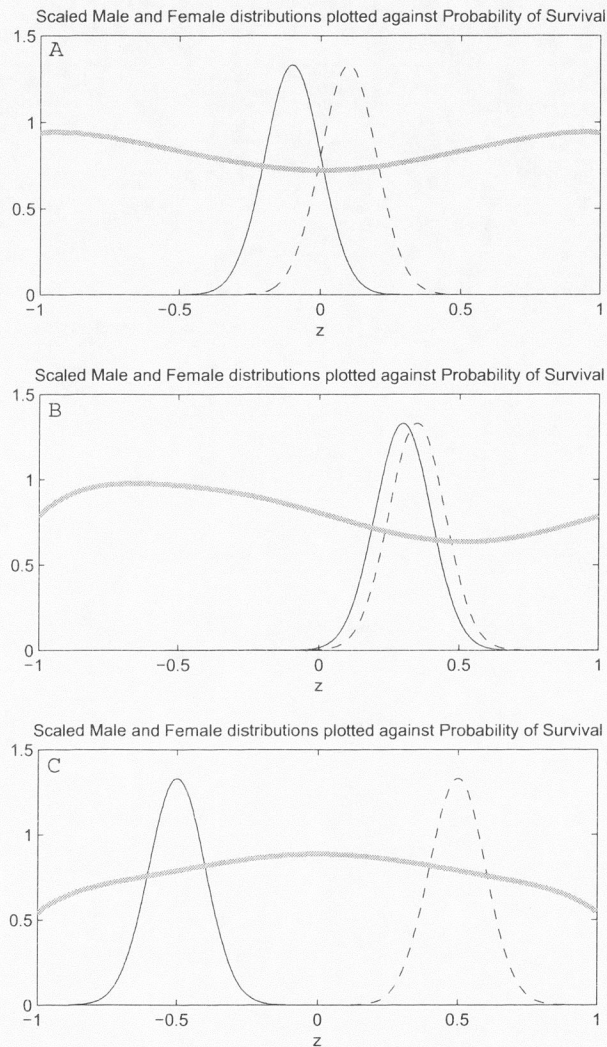 Scaled Male and Female distributions plotted against Probability of Survival
A
1.5
1
0.5
0
−1 −0.5 0 0.5 1
z
Scaled Male and Female distributions plotted against Probability of Survival
B
1.5
1
0.5
0
−1 −0.5 0 0.5 1
z
Scaled Male and Female distributions plotted against Probability of Survival
C
1.5
1
0.5
0
−1 −0.5 0 0.5 1
z